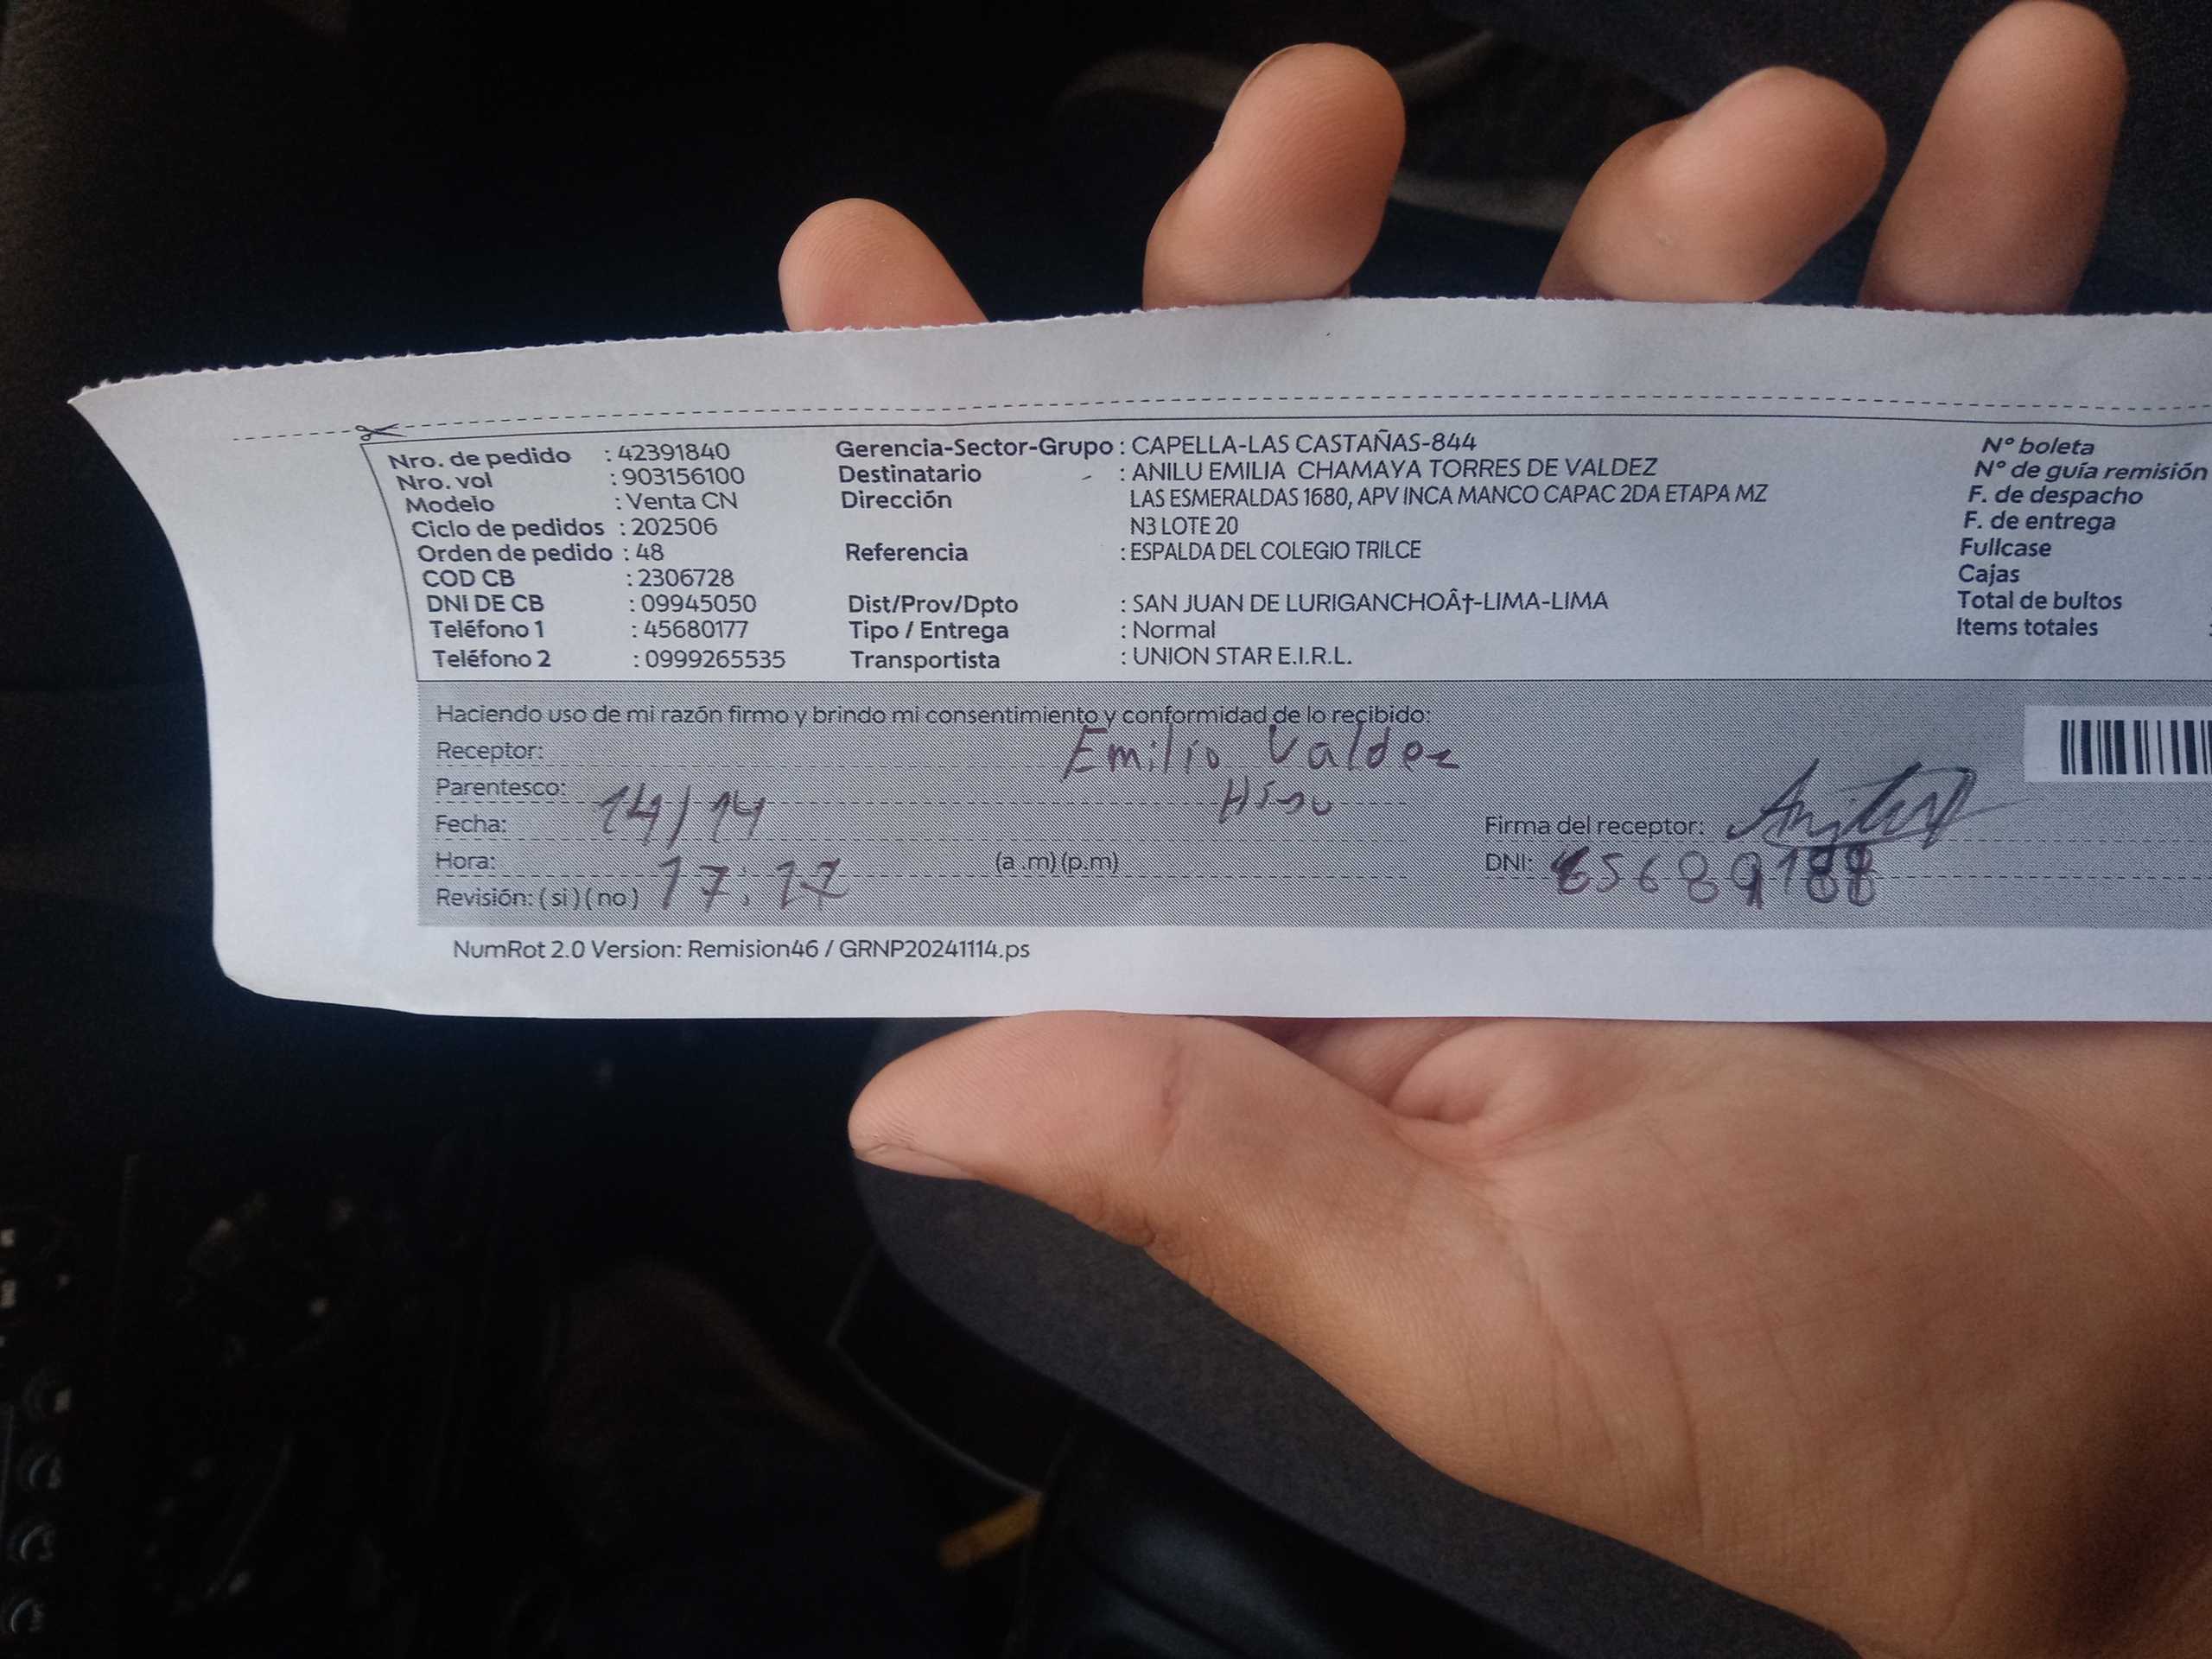 Nro. de pedido : 42391840
Nro. vol : 903156100
Modelo : Venta CN
Ciclo de pedidos : 202506
Orden de pedido : 48
COD CB : 2306728
DNI DE CB : 09945050
Teléfono 1 : 45680177
Teléfono 2 : 0999265535
Gerencia-Sector-Grupo : CAPELLA-LAS CASTAÑAS-844
Destinatario : ANILU EMILIA CHAMAYA TORRES DE VALDEZ
Dirección LAS ESMERALDAS 1680, APV INCA MANCO CAPAC 2DA ETAPA MZ
N3 LOTE 20
Referencia : ESPALDA DEL COLEGIO TRILCE
Dist/Prov/Dpto : SAN JUAN DE LURIGANCHOÂ†-LIMA-LIMA
Tipo / Entrega : Normal
Transportista : UNION STAR E.I.R.L.
N° boleta
N° de guía remisión
F. de despacho
F. de entrega
Fullcase
Cajas
Total de bultos
Items totales :
Haciendo uso de mi razón firmo y brindo mi consentimiento y conformidad de lo recibido:
Receptor: Emilio Valdez
Parentesco: Hijo
Fecha: 14/14
Hora: (a .m) (p.m)
Revisión: ( si ) ( no ) 17:
Firma del receptor:
DNI:
NumRot 2.0 Version: Remision46 / GRNP20241114.ps